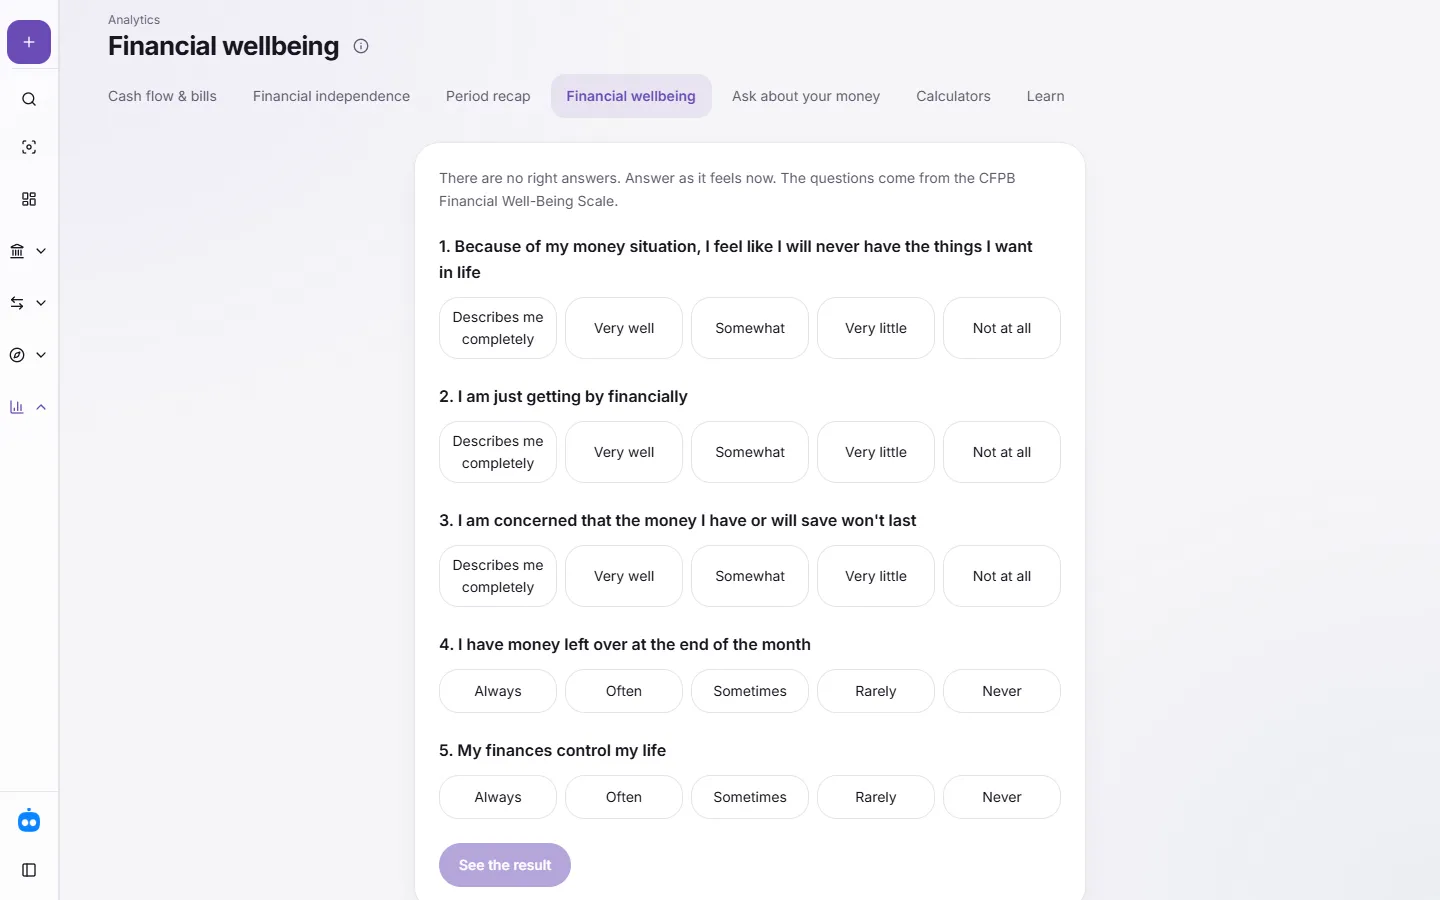 Analytics
Financial wellbeing
Cash flow & bills
Financial independence
Period recap
Financial wellbeing
Ask about your money
Calculators
Learn
There are no right answers. Answer as it feels now. The questions come from the CFPB
Financial Well-Being Scale.
1. Because of my money situation, I feel like I will never have the things I want
in life
Describes me
completely
Very well
Somewhat
Very little
Not at all
2. I am just getting by financially
Describes me
completely
Very well
Somewhat
Very little
Not at all
3. I am concerned that the money I have or will save won't last
Describes me
completely
Very well
Somewhat
Very little
Not at all
4. I have money left over at the end of the month
Always
Often
Sometimes
Rarely
Never
5. My finances control my life
Always
Often
Sometimes
Rarely
Never
See the result